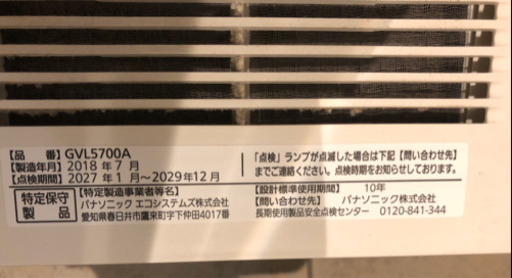 【品　　番】 GVL5700A
【製造年月】 2018 年 7 月
【点検期間】 2027 年 1 月～2029年12月
「点検」ランプが点滅した場合は下記【問い合わせ先】
までご連絡ください。点検時期をお知らせしております。
特定保守
製品
【特定製造事業者等名】
パナソニック エコシステムズ株式会社
愛知県春日井市鷹来町字下仲田4017番
【設計標準使用期間】　10年
【問い合わせ先】　パナソニック株式会社
長期使用製品安全点検センター　0120-841-344